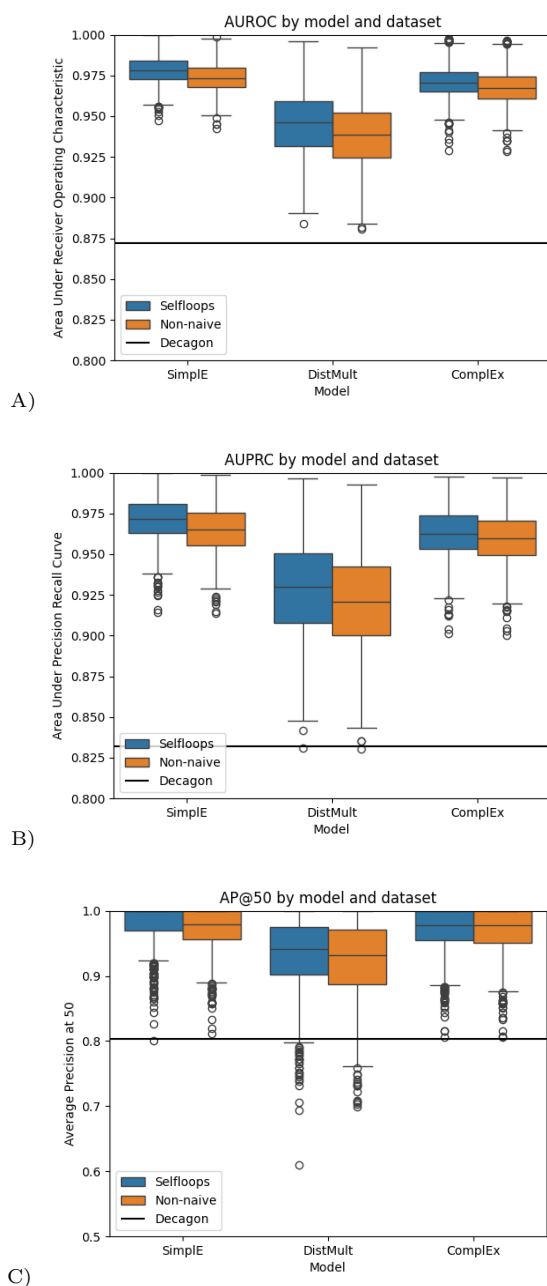 AUROC by model and dataset
Area Under Receiver Operating Characteristic
1.000
0.975
0.950
0.925
0.900
0.875
0.850
0.825
0.800
Selfloops
Non-naive
Decagon
SimplE
DistMult
ComplEx
Model
A)
AUPRC by model and dataset
Area Under Precision Recall Curve
1.000
0.975
0.950
0.925
0.900
0.875
0.850
0.825
0.800
Selfloops
Non-naive
Decagon
SimplE
DistMult
ComplEx
Model
B)
AP@50 by model and dataset
Average Precision at 50
1.0
0.9
0.8
0.7
0.6
0.5
Selfloops
Non-naive
Decagon
SimplE
DistMult
ComplEx
Model
C)